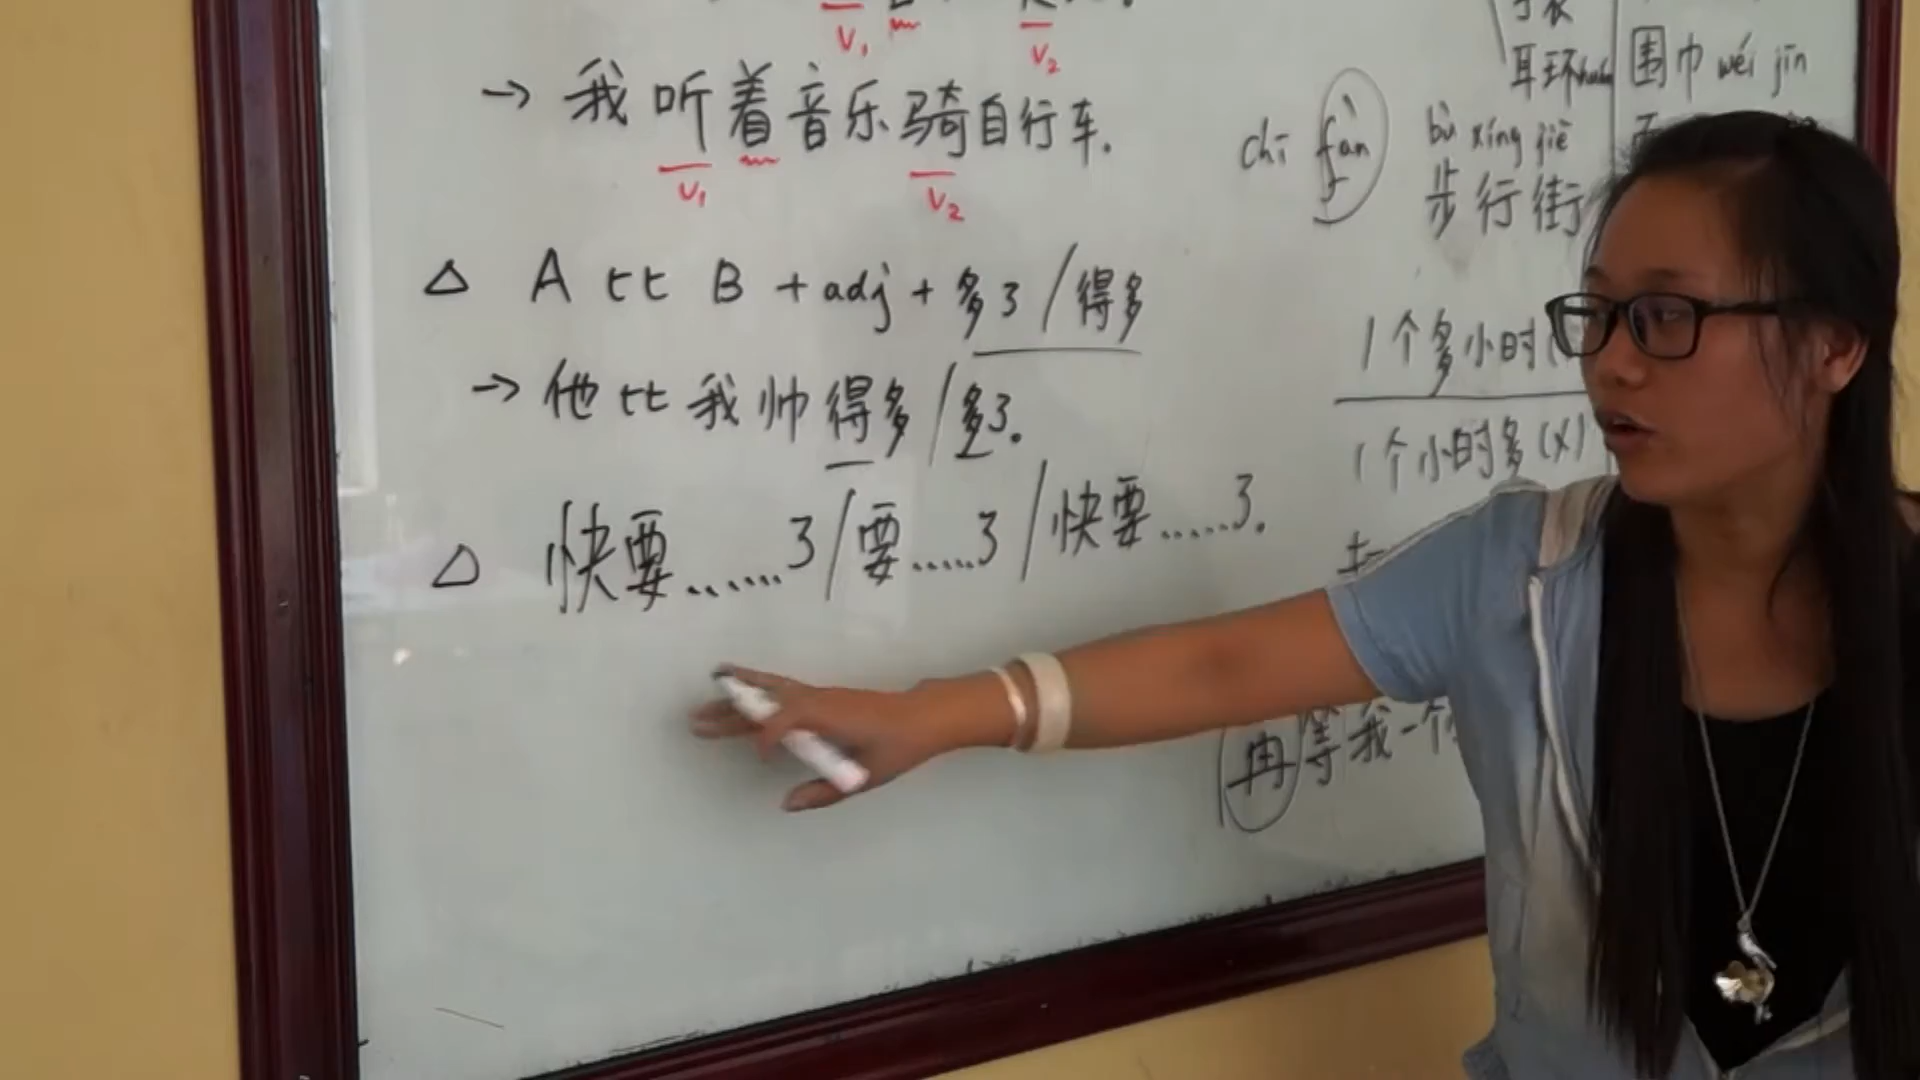 V₁ V₂
→ 我听着音乐骑自行车.
V₁ V₂
△ A 比 B + adj + 多了/得多
→ 他比我帅得多/多了。
△ 快要......了/要.....了/快要.....了.
耳环
围巾 wéi jīn
chī fàn
bù xíng jiē
步行街
1个多小时
1个小时多(X)
再等我一个